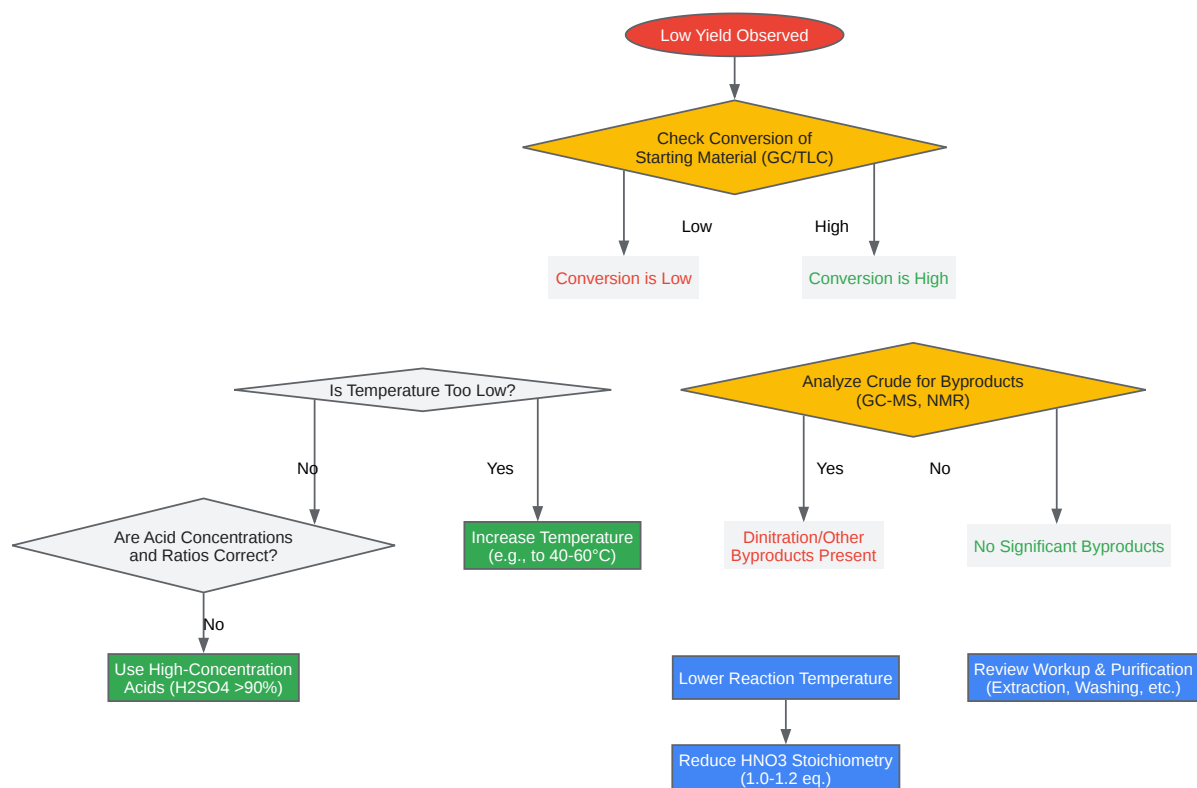 Low Yield Observed
Check Conversion of
Starting Material (GC/TLC)
Low
High
Conversion is Low
Conversion is High
Is Temperature Too Low?
Analyze Crude for Byproducts
(GC-MS, NMR)
No
Yes
Yes
No
Are Acid Concentrations
and Ratios Correct?
Increase Temperature
(e.g., to 40-60°C)
Dinitration/Other
Byproducts Present
No Significant Byproducts
No
Use High-Concentration
Acids (H2SO4 >90%)
Lower Reaction Temperature
Review Workup & Purification
(Extraction, Washing, etc.)
Reduce HNO3 Stoichiometry
(1.0-1.2 eq.)